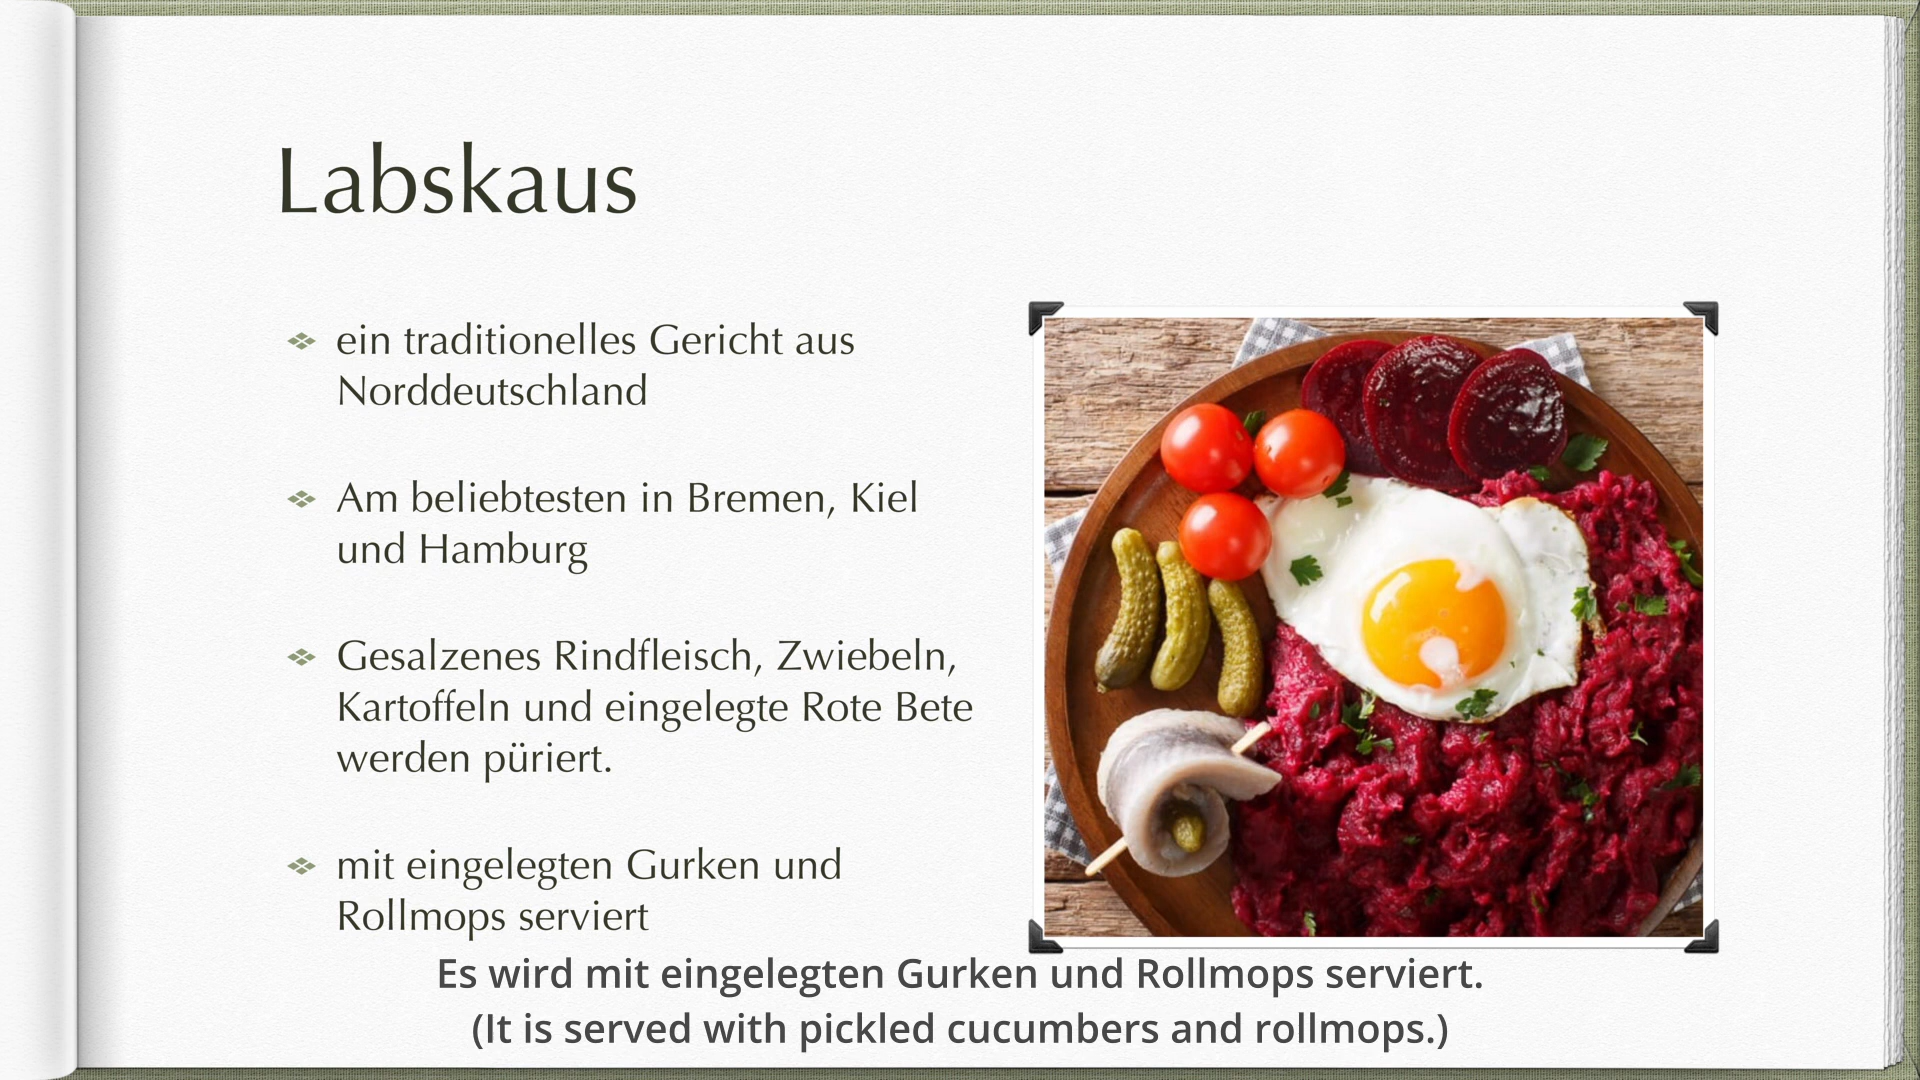 Labskaus
ein traditionelles Gericht aus
Norddeutschland
Am beliebtesten in Bremen, Kiel
und Hamburg
Gesalzenes Rindfleisch, Zwiebeln,
Kartoffeln und eingelegte Rote Bete
werden püriert.
mit eingelegten Gurken und
Rollmops serviert
Es wird mit eingelegten Gurken und Rollmops serviert.
(It is served with pickled cucumbers and rollmops.)